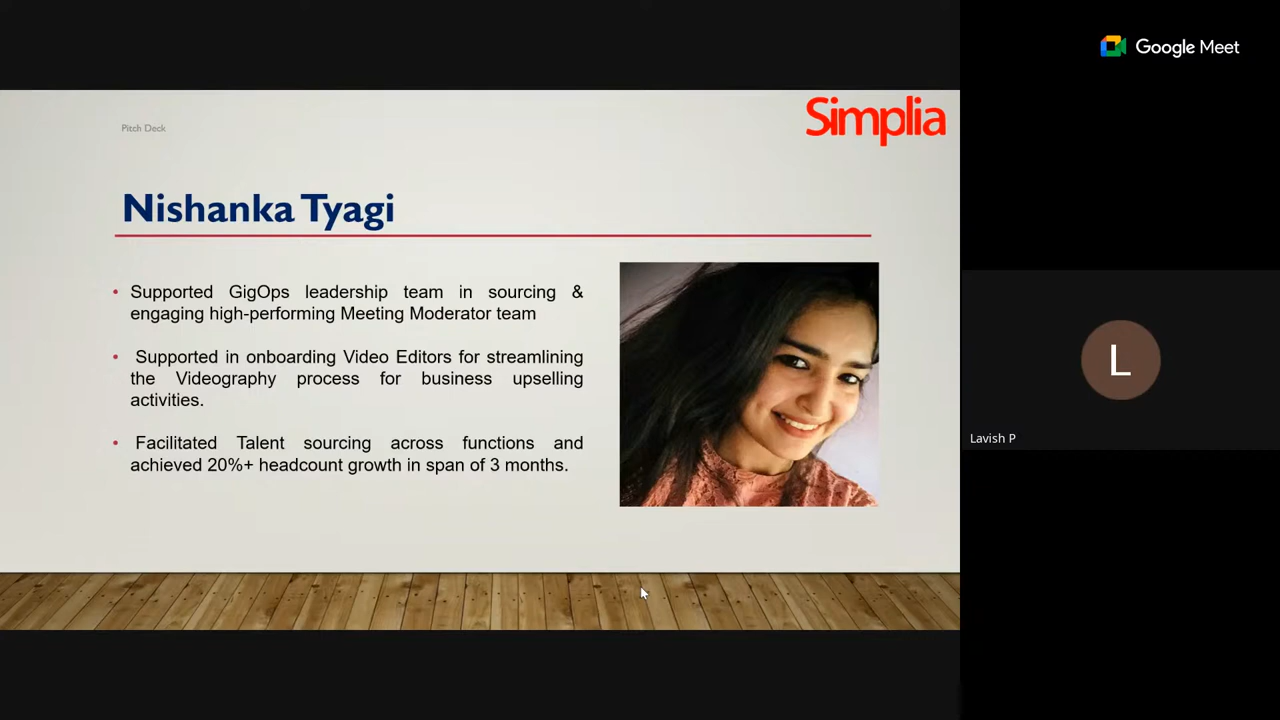 Google Meet
Simplia
Pitch Deck
Nishanka Tyagi
• Supported GigOps leadership team in sourcing &
engaging high-performing Meeting Moderator team
• Supported in onboarding Video Editors for streamlining
the Videography process for business upselling
activities.
• Facilitated Talent sourcing across functions and
achieved 20%+ headcount growth in span of 3 months.
L
Lavish P